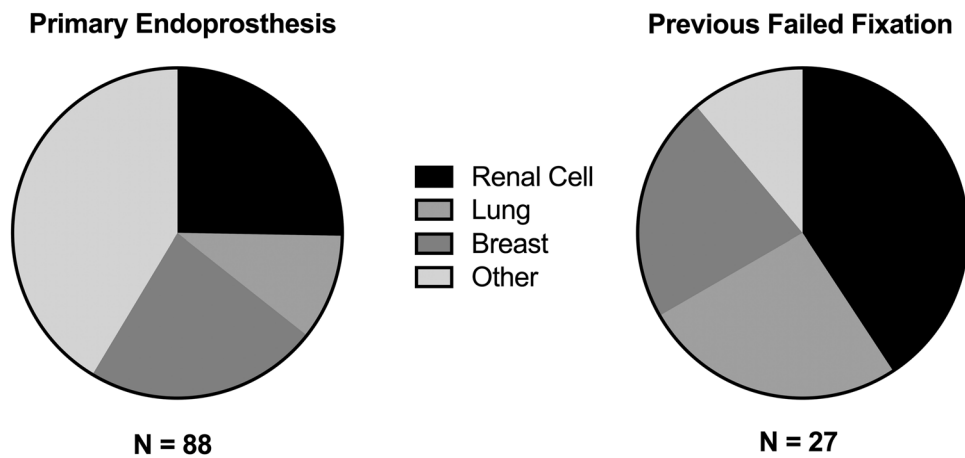 Primary Endoprosthesis
Previous Failed Fixation
Renal Cell
Lung
Breast
Other
N = 88
N = 27